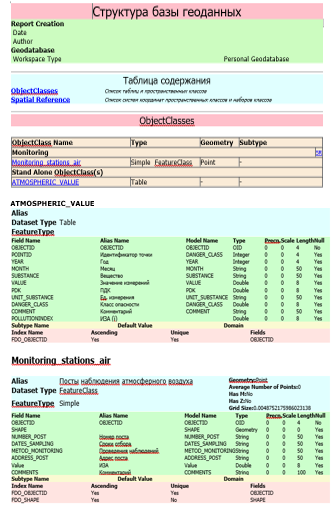 Структура базы геоданных
Report Creation
Date
Author
Geodatabase
Workspace Type Personal Geodatabase
Таблица содержания
ObjectClasses Список таблиц и пространственных классов
Spatial Reference Список систем координат пространственных классов и наборов классов
ObjectClasses
ObjectClass Name Type Geometry Subtype
Monitoring SR
Monitoring_stations_air Simple FeatureClass Point -
Stand Alone ObjectClass(s)
ATMOSPHERIC_VALUE Table - -
ATMOSPHERIC_VALUE
Alias
Dataset Type Table
FeatureType
Field Name Alias Name Model Name Type Precn. Scale Length Null
OBJECTID OBJECTID OBJECTID OID 0 0 4 No
POINTID Идентификатор точки DANGER_CLASS Integer 0 0 4 Yes
YEAR Год YEAR Integer 0 0 4 Yes
MONTH Месяц MONTH String 0 0 50 Yes
SUBSTANCE Вещество SUBSTANCE String 0 0 50 Yes
VALUE Значение измерений VALUE Double 0 0 8 Yes
PDK ПДК PDK Double 0 0 8 Yes
UNIT_SUBSTANCE Ед. измерения UNIT_SUBSTANCE String 0 0 50 Yes
DANGER_CLASS Класс опасности DANGER_CLASS String 0 0 50 Yes
COMMENT Комментарий COMMENT String 0 0 50 Yes
POLLUTIONINDEX ИЗА (i) Double 0 0 8 Yes
Subtype Name Default Value Domain
Index Name Ascending Unique Fields
FDO_OBJECTID Yes Yes OBJECTID
Monitoring_stations_air
Alias Посты наблюдения атмосферного воздуха
Dataset Type FeatureClass
FeatureType Simple
Geometry:Point
Average Number of Points:0
Has M:No
Has Z:No
Grid Size:0.0048752175986023138
Field Name Alias Name Model Name Type Precn. Scale Length Null
OBJECTID OBJECTID OBJECTID OID 0 0 4 No
SHAPE SHAPE Geometry 0 0 0 Yes
NUMBER_POST Номер поста NUMBER_POST String 0 0 50 Yes
DATES_SAMPLING Сроки отбора DATES_SAMPLING String 0 0 50 Yes
METOD_MONITORING Проведения наблюдений METOD_MONITORING String 0 0 50 Yes
ADDRESS_POST Адрес поста ADDRESS_POST String 0 0 50 Yes
Value ИЗА Value Double 0 0 8 Yes
COMMENTS Комментарий COMMENTS String 0 0 100 Yes
Subtype Name Default Value Domain
Index Name Ascending Unique Fields
FDO_OBJECTID Yes Yes OBJECTID
FDO_SHAPE Yes No SHAPE